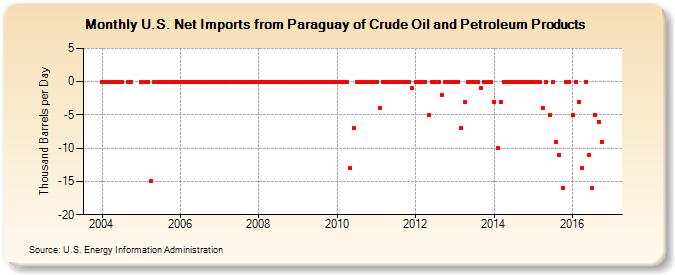 Monthly U.S. Net Imports from Paraguay of Crude Oil and Petroleum Products
Thousand Barrels per Day
5
0
-5
-10
-15
-20
2004 2006 2008 2010 2012 2014 2016
Source: U.S. Energy Information Administration